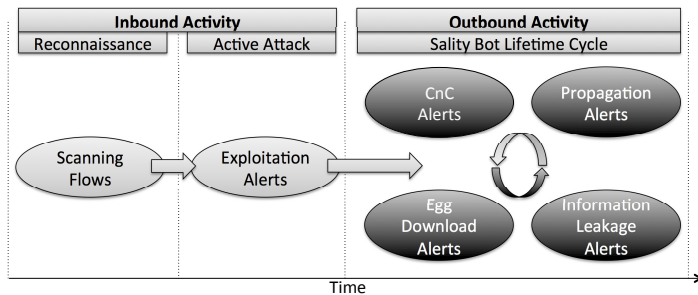 Inbound Activity
Outbound Activity
Reconnaissance
Active Attack
Sality Bot Lifetime Cycle
CnC
Alerts
Propagation
Alerts
Scanning
Flows
Exploitation
Alerts
Egg
Download
Alerts
Information
Leakage
Alerts
Time